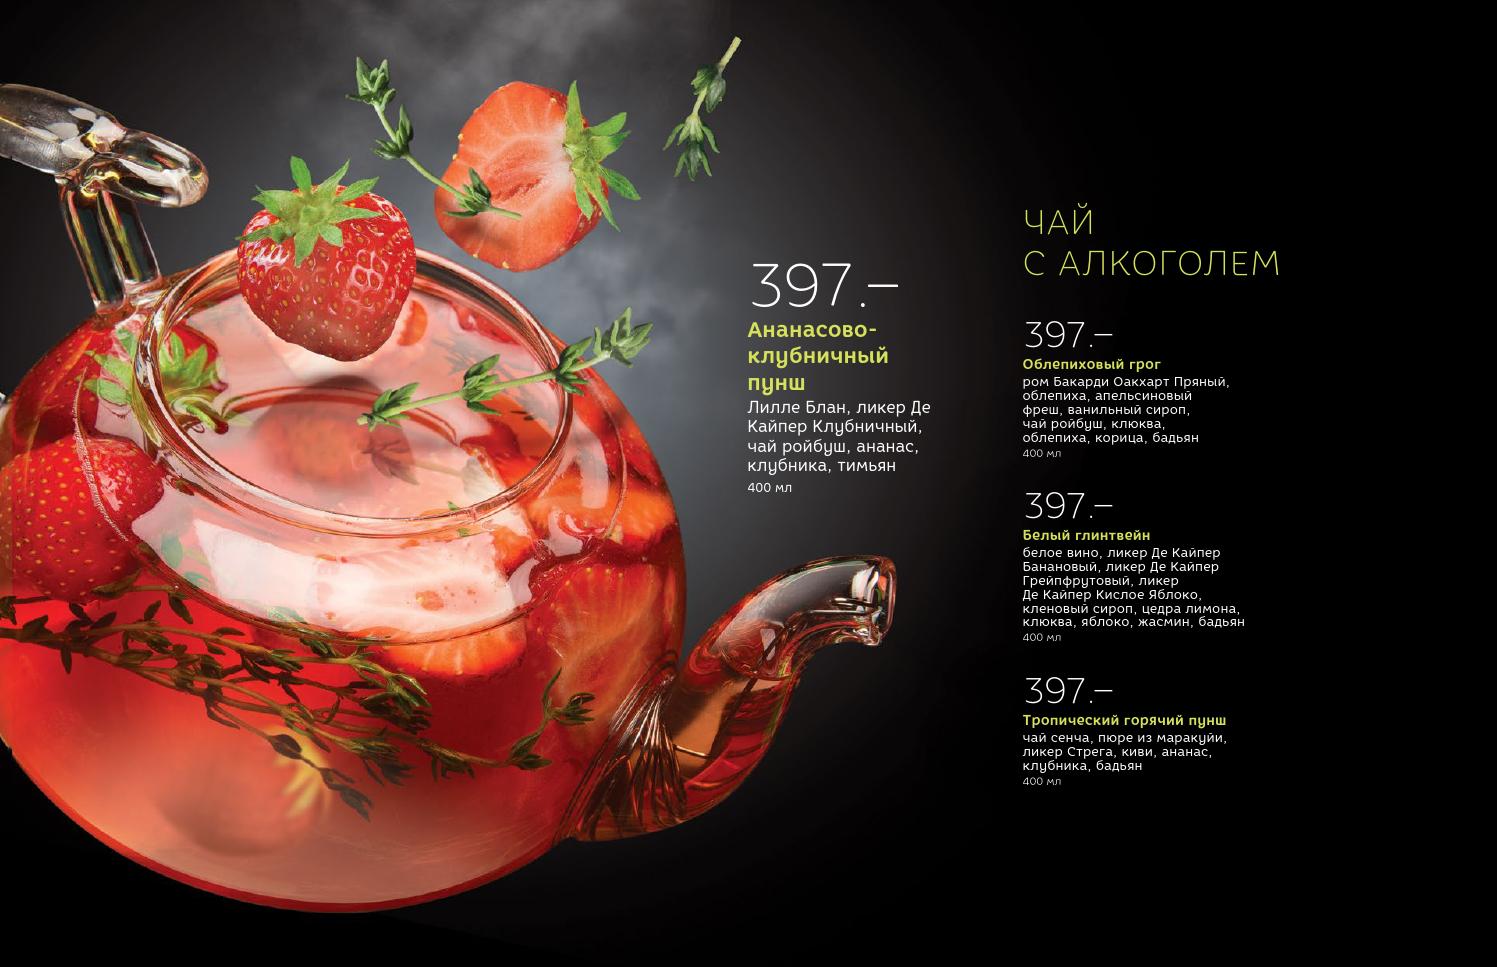 397.–
Ананасово-
клубничный
пунш
Лилле Блан, ликер Де
Кайпер Клубничный,
чай ройбуш, ананас,
клубника, тимьян
400 мл
ЧАЙ
С АЛКОГОЛЕМ
397.–
Облепиховый грог
ром Бакарди Оакхарт Пряный,
облепиха, апельсиновый
фреш, ванильный сироп,
чай ройбуш, клюква,
облепиха, корица, бадьян
400 мл
397.–
Белый глинтвейн
белое вино, ликер Де Кайпер
Банановый, ликер Де Кайпер
Грейпфрутовый, ликер
Де Кайпер Кислое Яблоко,
кленовый сироп, цедра лимона,
клюква, яблоко, жасмин, бадьян
400 мл
397.–
Тропический горячий пунш
чай сенча, пюре из маракуйи,
ликер Стрега, киви, ананас,
клубника, бадьян
400 мл